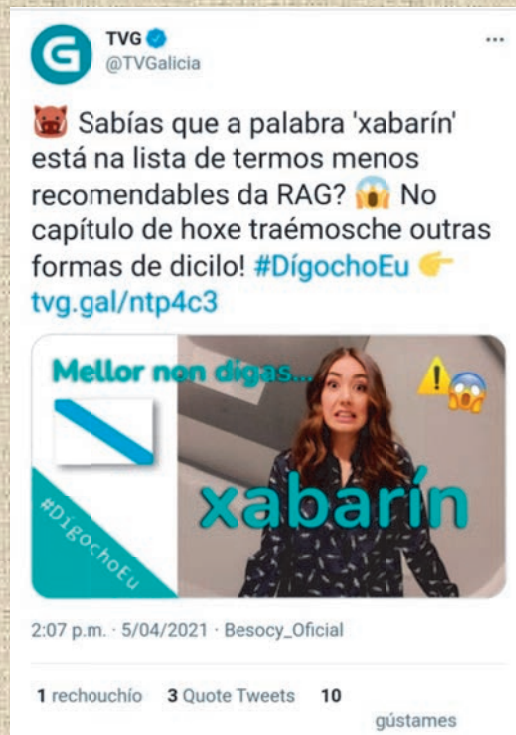 TVG
@TVGalicia
Sabías que a palabra 'xabarín'
está na lista de termos menos
recomendables da RAG? No
capítulo de hoxe traémosche outras
formas de dicilo! #DígochoEu
tvg.gal/ntp4c3
Mellor non digas...
xabarín
#DígochoEu
2:07 p.m. · 5/04/2021 · Besocy_Oficial
1 rechouchío 3 Quote Tweets 10
gústames